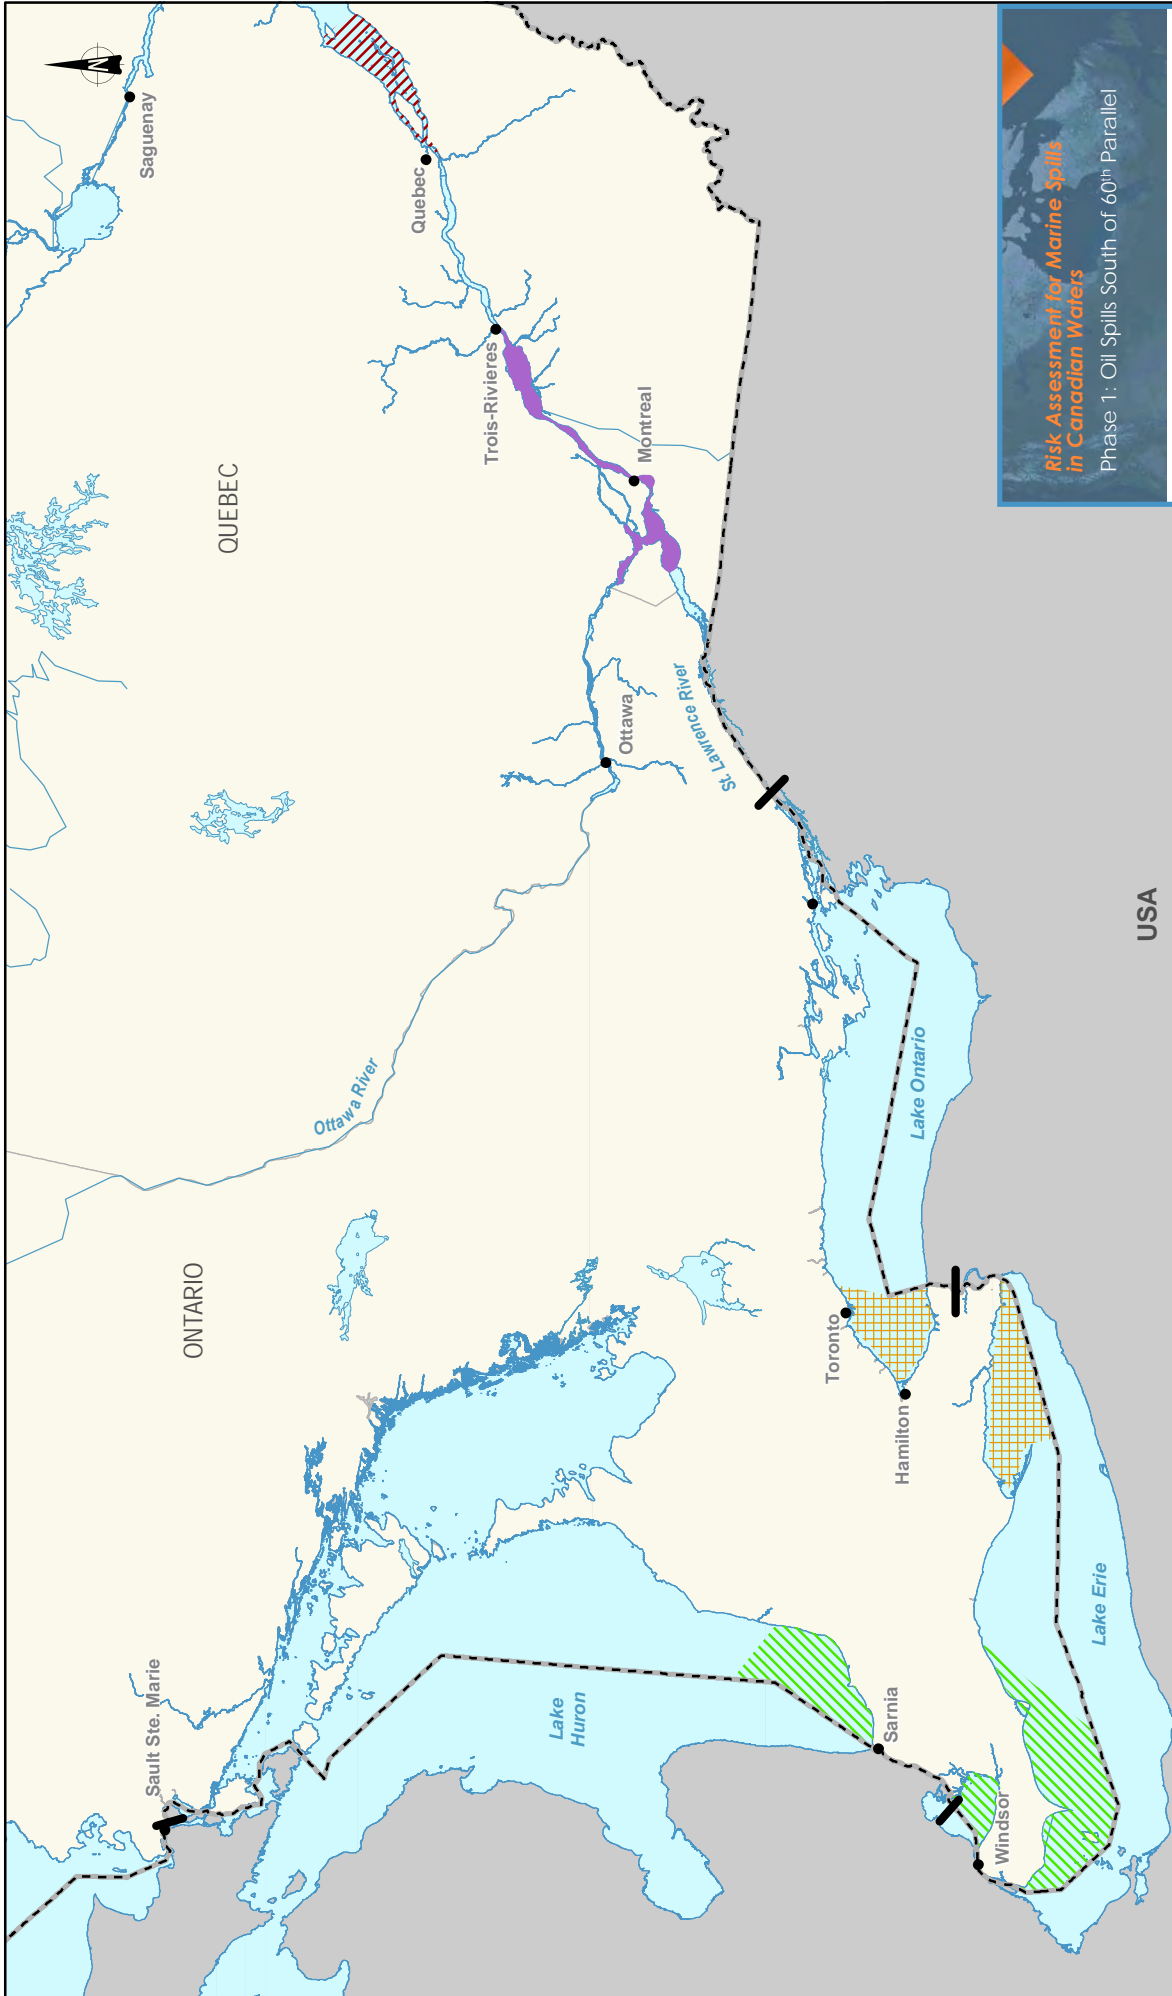 N
Saguenay
Quebec
Trois-Rivieres
Montreal
QUEBEC
Ottawa
St. Lawrence River
Ottawa River
ONTARIO
USA
Lake Ontario
Toronto
Hamilton
Lake Erie
Lake
Huron
Sarnia
Windsor
Sault Ste. Marie
Risk Assessment for Marine Spills
in Canadian Waters
Phase 1: Oil Spills South of 60th Parallel